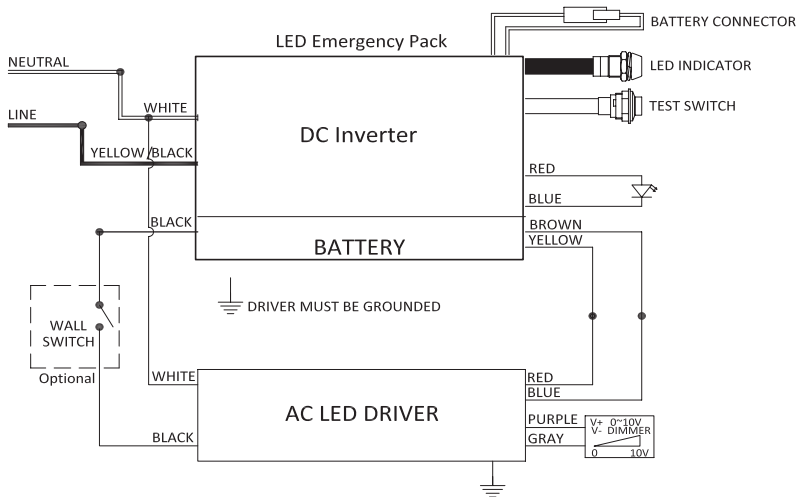 BATTERY CONNECTOR
LED Emergency Pack
NEUTRAL
LED INDICATOR
WHITE
TEST SWITCH
LINE
DC Inverter
YELLOW/BLACK
RED
BLUE
BLACK
BROWN
BATTERY
YELLOW
DRIVER MUST BE GROUNDED
WALL
SWITCH
Optional
WHITE
RED
BLUE
AC LED DRIVER
PURPLE
V+ 0~10V
V- DIMMER
BLACK
GRAY
0 10V